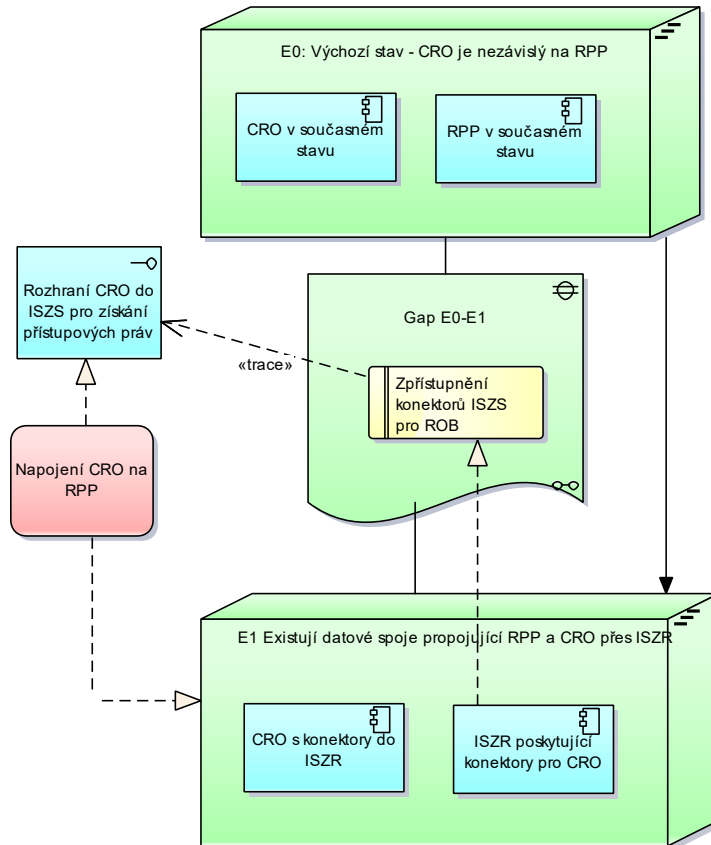 E0: Výchozí stav - CRO je nezávislý na RPP
CRO v současném
stavu
RPP v současném
stavu
Rozhraní CRO do
ISZS pro získání
přístupových práv
Gap E0-E1
«trace»
Zpřístupnění
konektorů ISZS
pro ROB
Napojení CRO na
RPP
E1 Existují datové spoje propojující RPP a CRO přes ISZR
CRO s konektory do
ISZR
ISZR poskytující
konektory pro CRO